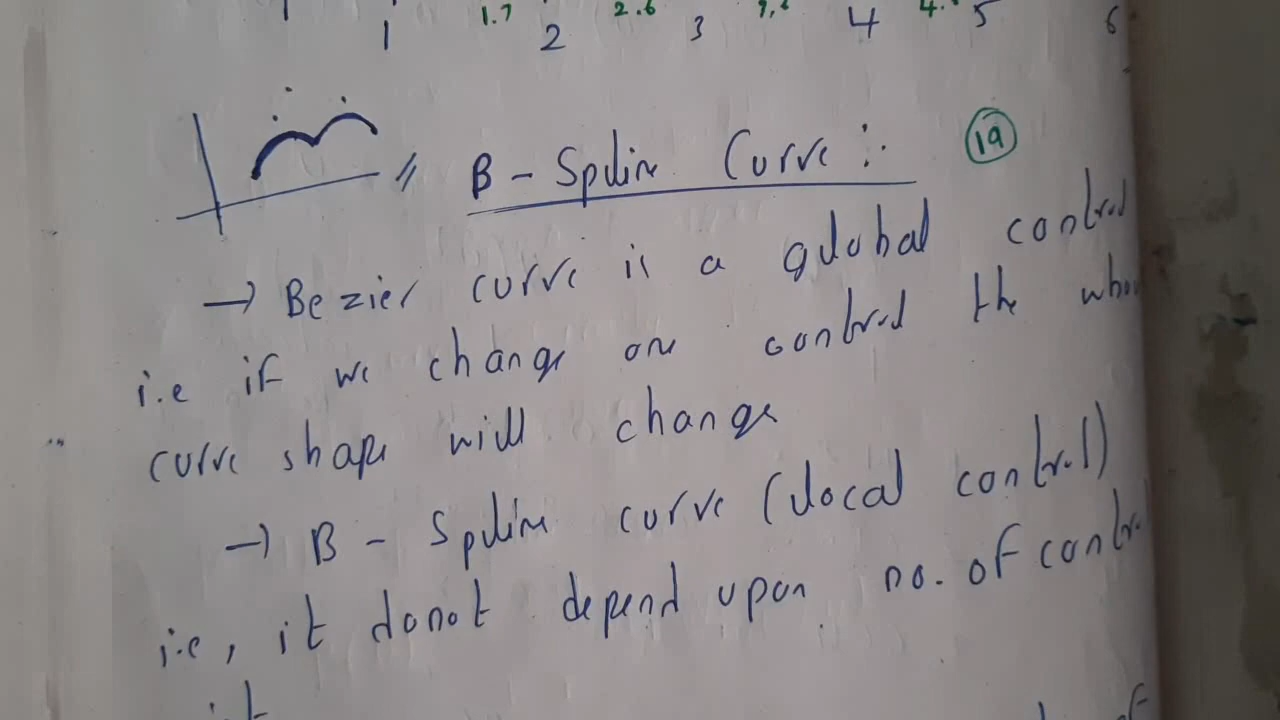 1 1.7 2 2.6 3 4 4. 5 6
B - Spline Curve : 19
→ Bezier curve is a global control
i.e if we change one control the
curve shape will change
→ B - Spline curve (local control)
i.e, it donot depend upon no. of